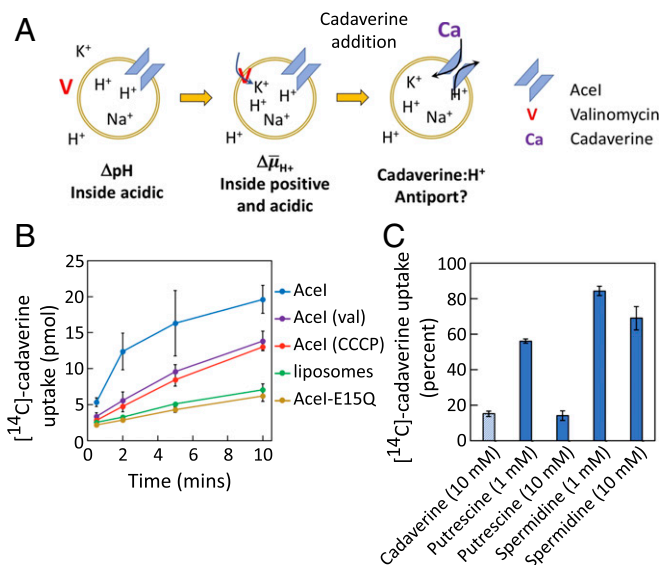 A
K⁺
V
H⁺
H⁺
Na⁺
H⁺
ΔpH
Inside acidic
V
K⁺
H⁺
H⁺
Na⁺
H⁺
Δμ̄H+
Inside positive
and acidic
Cadaverine
addition
Ca
K⁺
H⁺
H⁺
Na⁺
H⁺
Cadaverine:H⁺
Antiport?
AceI
V Valinomycin
Ca Cadaverine
B
[¹⁴C]-cadaverine
uptake (pmol)
25
20
15
10
5
0
0 2 4 6 8 10
Time (mins)
AceI
AceI (val)
AceI (CCCP)
liposomes
AceI-E15Q
C
[¹⁴C]-cadaverine uptake
(percent)
100
80
60
40
20
0
Cadaverine (10 mM)
Putrescine (1 mM)
Putrescine (10 mM)
Spermidine (1 mM)
Spermidine (10 mM)